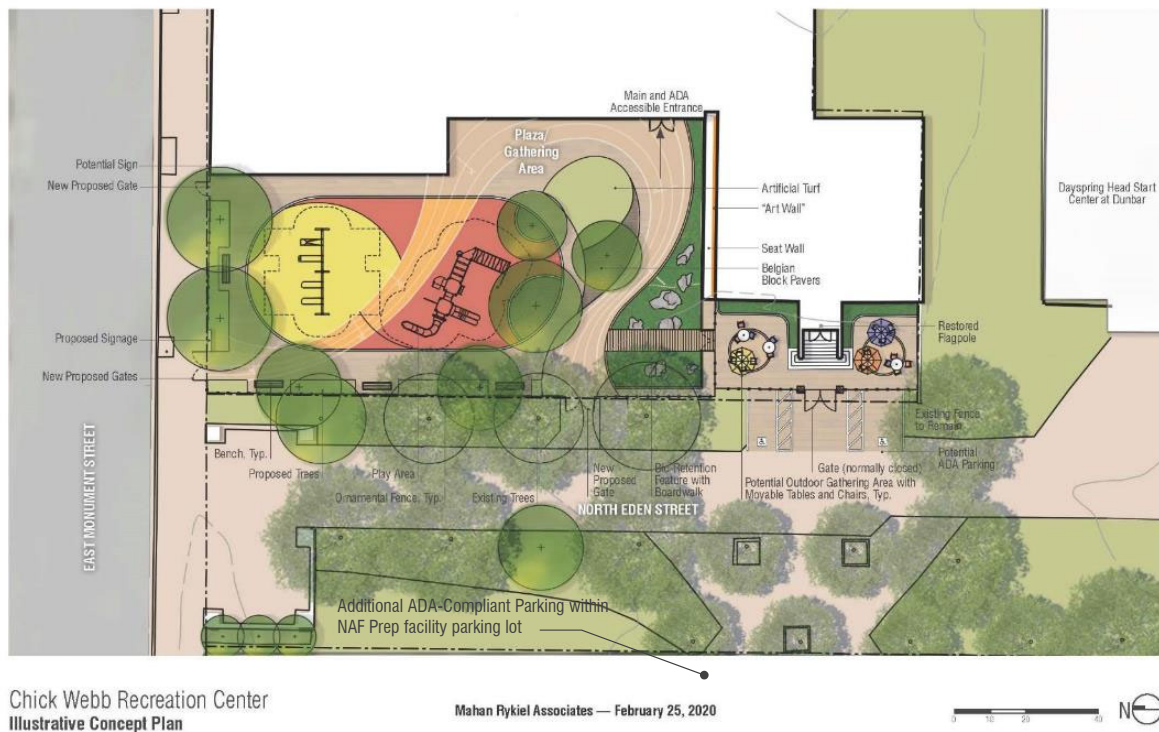 Main and ADA
Accessible Entrance
Plaza/
Gathering
Area
Potential Sign
New Proposed Gate
Artificial Turf
"Art Wall"
Dayspring Head Start
Center at Dunbar
Seat Wall
Belgian
Block Pavers
Restored
Flagpole
Proposed Signage
New Proposed Gates
EAST MONUMENT STREET
Bench, Typ.
Proposed Trees
Play Area
Ornamental Fence, Typ.
Existing Trees
New
Proposed
Gate
Bio-Retention
Feature with
Boardwalk
Existing Fence
to Remain
Potential
ADA Parking
Gate (normally closed)
Potential Outdoor Gathering Area with
Movable Tables and Chairs, Typ.
NORTH EDEN STREET
Additional ADA-Compliant Parking within
NAF Prep facility parking lot
Chick Webb Recreation Center
Illustrative Concept Plan
Mahan Rykiel Associates — February 25, 2020
0 10 20 40
N